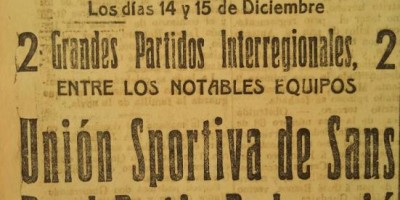 Los días 14 y 15 de Diciembre
2 Grandes Partidos Interregionales, 2
ENTRE LOS NOTABLES EQUIPOS
Unión Sportiva de Sans